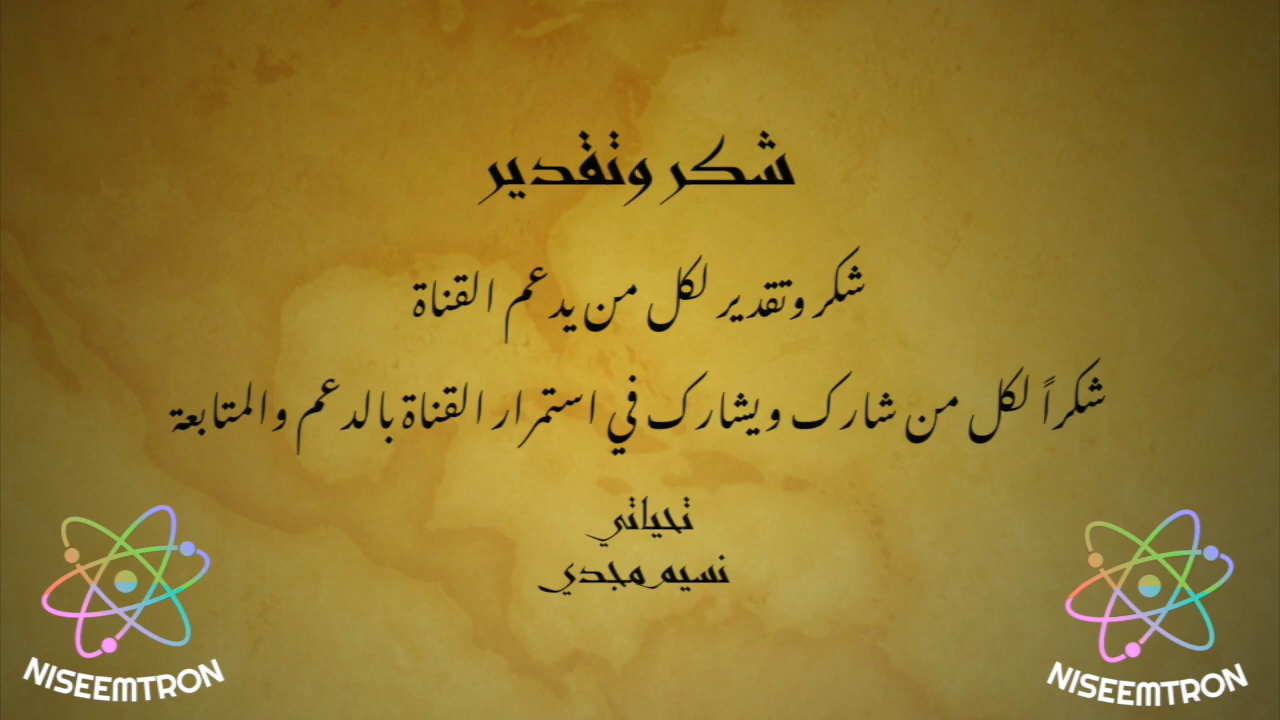 شكر وتقدير
شكر وتقدير لكل من يدعم القناة
شكراً لكل من شارك ويشارك في استمرار القناة بالدعم والمتابعة
تحياتي
نسيم مجدي
NISEEMTRON
NISEEMTRON